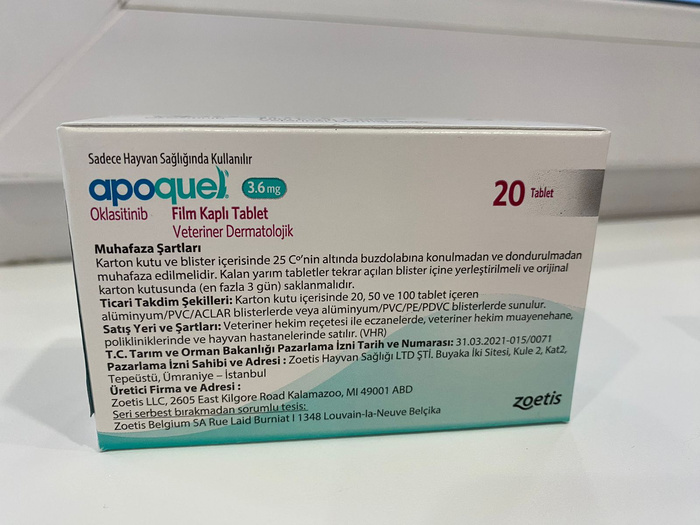 Sadece Hayvan Sağlığında Kullanılır
apoquel 3.6 mg
20 Tablet
Oklasitinib Film Kaplı Tablet
Veteriner Dermatolojik
Muhafaza Şartları
Karton kutu ve blister içerisinde 25 Cº'nin altında buzdolabına konulmadan ve dondurulmadan
muhafaza edilmelidir. Kalan yarım tabletler tekrar açılan blister içine yerleştirilmeli ve orijinal
karton kutusunda (en fazla 3 gün) saklanmalıdır.
Ticari Takdim Şekilleri: Karton kutu içerisinde 20, 50 ve 100 tablet içeren
alüminyum/PVC/ACLAR blisterlerde veya alüminyum/PVC/PE/PDVC blisterlerde sunulur.
Satış Yeri ve Şartları: Veteriner hekim reçetesi ile eczanelerde, veteriner hekim muayenehane,
polikliniklerinde ve hayvan hastanelerinde satılır. (VHR)
T.C. Tarım ve Orman Bakanlığı Pazarlama İzni Tarih ve Numarası: 31.03.2021-015/0071
Pazarlama İzni Sahibi ve Adresi : Zoetis Hayvan Sağlığı LTD ŞTİ. Buyaka İki Sitesi, Kule 2, Kat2,
Tepeüstü, Ümraniye – İstanbul
Üretici Firma ve Adresi :
Zoetis LLC, 2605 East Kilgore Road Kalamazoo, MI 49001 ABD
Seri serbest bırakmadan sorumlu tesis:
Zoetis Belgium SA Rue Laid Burniat I 1348 Louvain-la-Neuve Belçika
zoetis